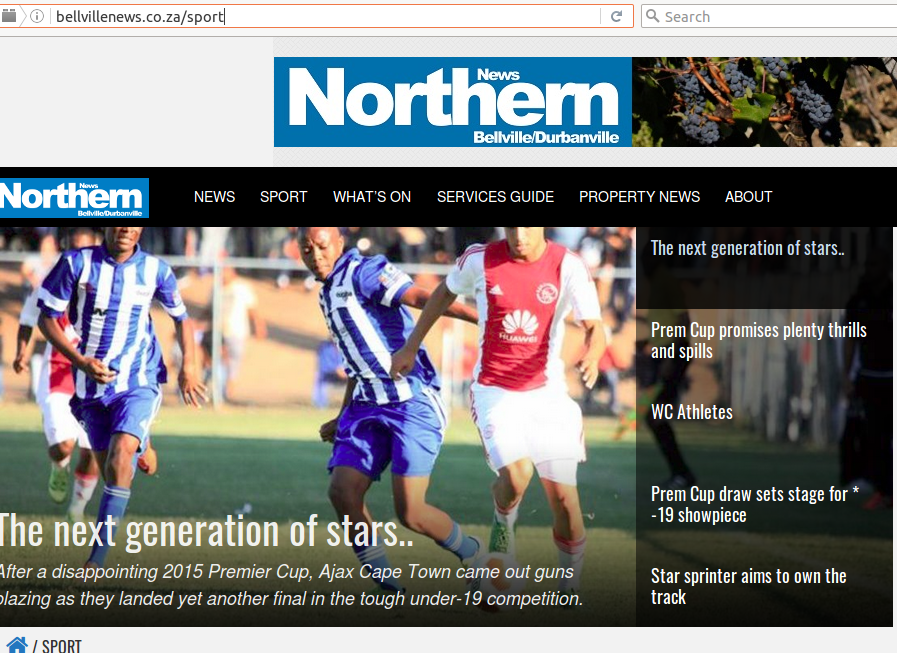 bellvillenews.co.za/sport
Search
News
Northern
Bellville/Durbanville
News
Northern
Bellville/Durbanville
NEWS SPORT WHAT'S ON SERVICES GUIDE PROPERTY NEWS ABOUT
HUAWEI
The next generation of stars..
After a disappointing 2015 Premier Cup, Ajax Cape Town came out guns
blazing as they landed yet another final in the tough under-19 competition.
The next generation of stars..
Prem Cup promises plenty thrills
and spills
WC Athletes
Prem Cup draw sets stage for *
-19 showpiece
Star sprinter aims to own the
track
/ SPORT